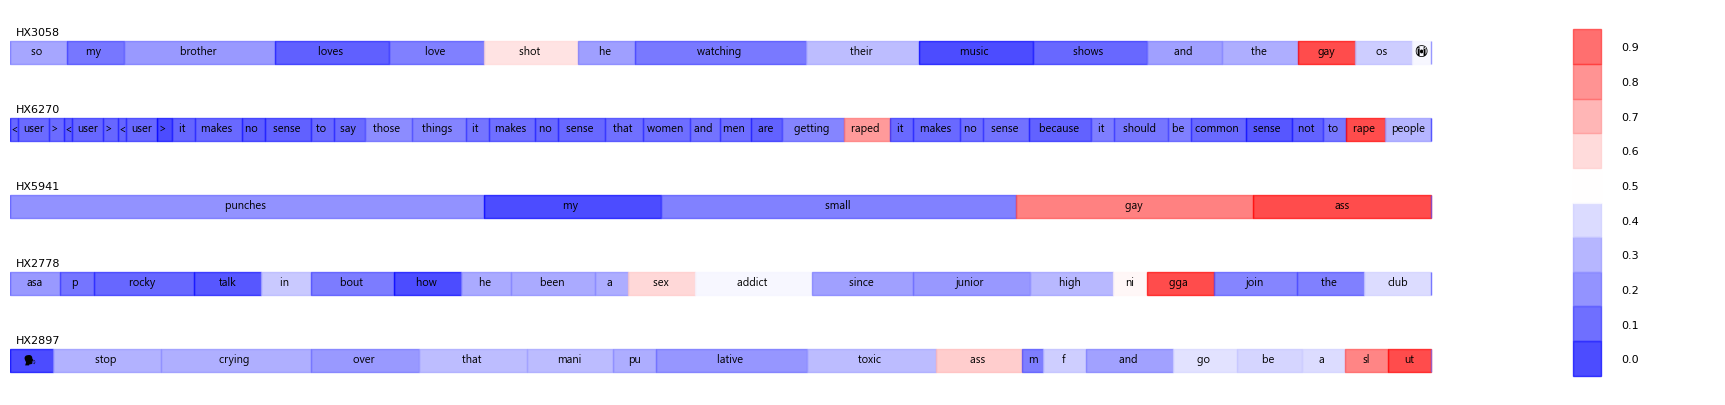 HX3058
so my brother loves love shot he watching their music shows and the gay os
0.9
0.8
HX6270
< user > < user > < user > it makes no sense to say those things it makes no sense that women and men are getting raped it makes no sense because it should be common sense not to rape people
0.7
0.6
HX5941
punches my small gay ass
0.5
0.4
HX2778
asa p rocky talk in bout how he been a sex addict since junior high ni gga join the club
0.3
0.2
0.1
HX2897
stop crying over that mani pu lative toxic ass m f and go be a sl ut
0.0